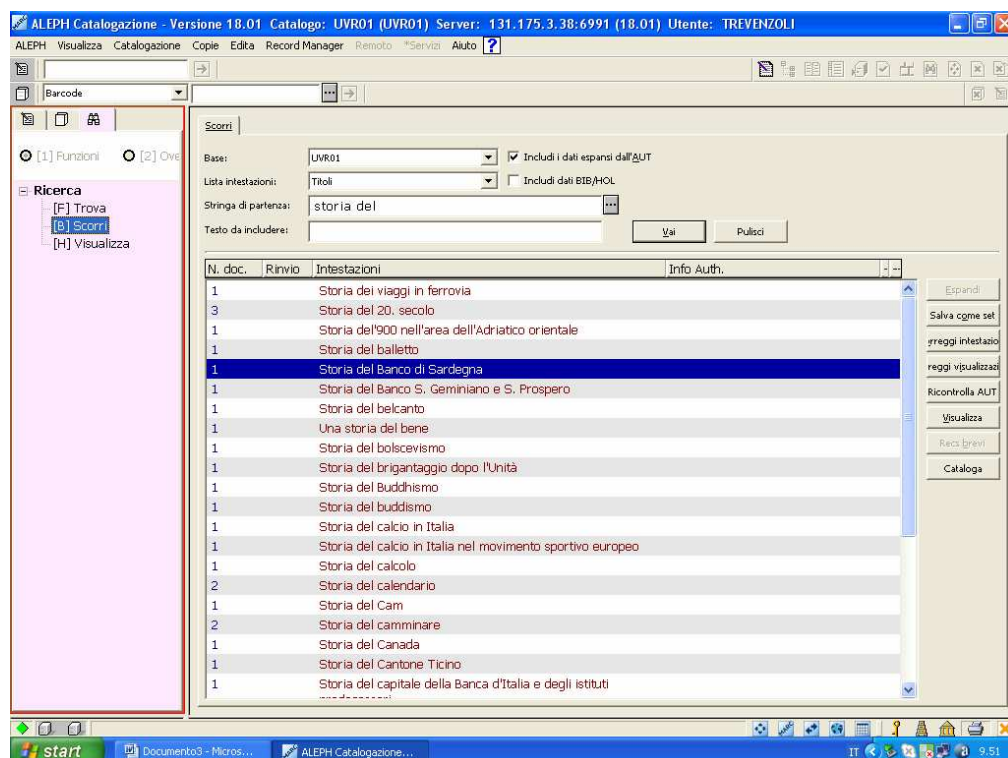 ALEPH Catalogazione - Versione 18.01 Catalogo: UVR01 (UVR01) Server: 131.175.3.38:6991 (18.01) Utente: TREVENZOLI
ALEPH Visualizza Catalogazione Copie Edita Record Manager Remoto *Servizi Aiuto ?
Barcode
Scorri
[1] Funzioni [2] Ove
Base: UVR01 Includi i dati espansi dall'AUT
Lista intestazioni: Titoli Includi dati BIB/HOL
Stringa di partenza: storia del
Testo da includere: Vai Pulisci
Ricerca
[F] Trova
[B] Scorri
[H] Visualizza
N. doc. Rinvio Intestazioni Info Auth.
1 Storia dei viaggi in ferrovia
3 Storia del 20. secolo
1 Storia del'900 nell'area dell'Adriatico orientale
1 Storia del balletto
1 Storia del Banco di Sardegna
1 Storia del Banco S. Geminiano e S. Prospero
1 Storia del belcanto
1 Una storia del bene
1 Storia del bolscevismo
1 Storia del brigantaggio dopo l'Unità
1 Storia del Buddhismo
1 Storia del buddismo
1 Storia del calcio in Italia
1 Storia del calcio in Italia nel movimento sportivo europeo
1 Storia del calcolo
2 Storia del calendario
1 Storia del Cam
2 Storia del camminare
1 Storia del Canada
1 Storia del Cantone Ticino
1 Storia del capitale della Banca d'Italia e degli istituti
Espandi
Salva come set
rreggi intestazio
reggi visualizzazi
Ricontrolla AUT
Visualizza
Recs brevi
Cataloga
start Documento3 - Micros... ALEPH Catalogazione... IT 9.51